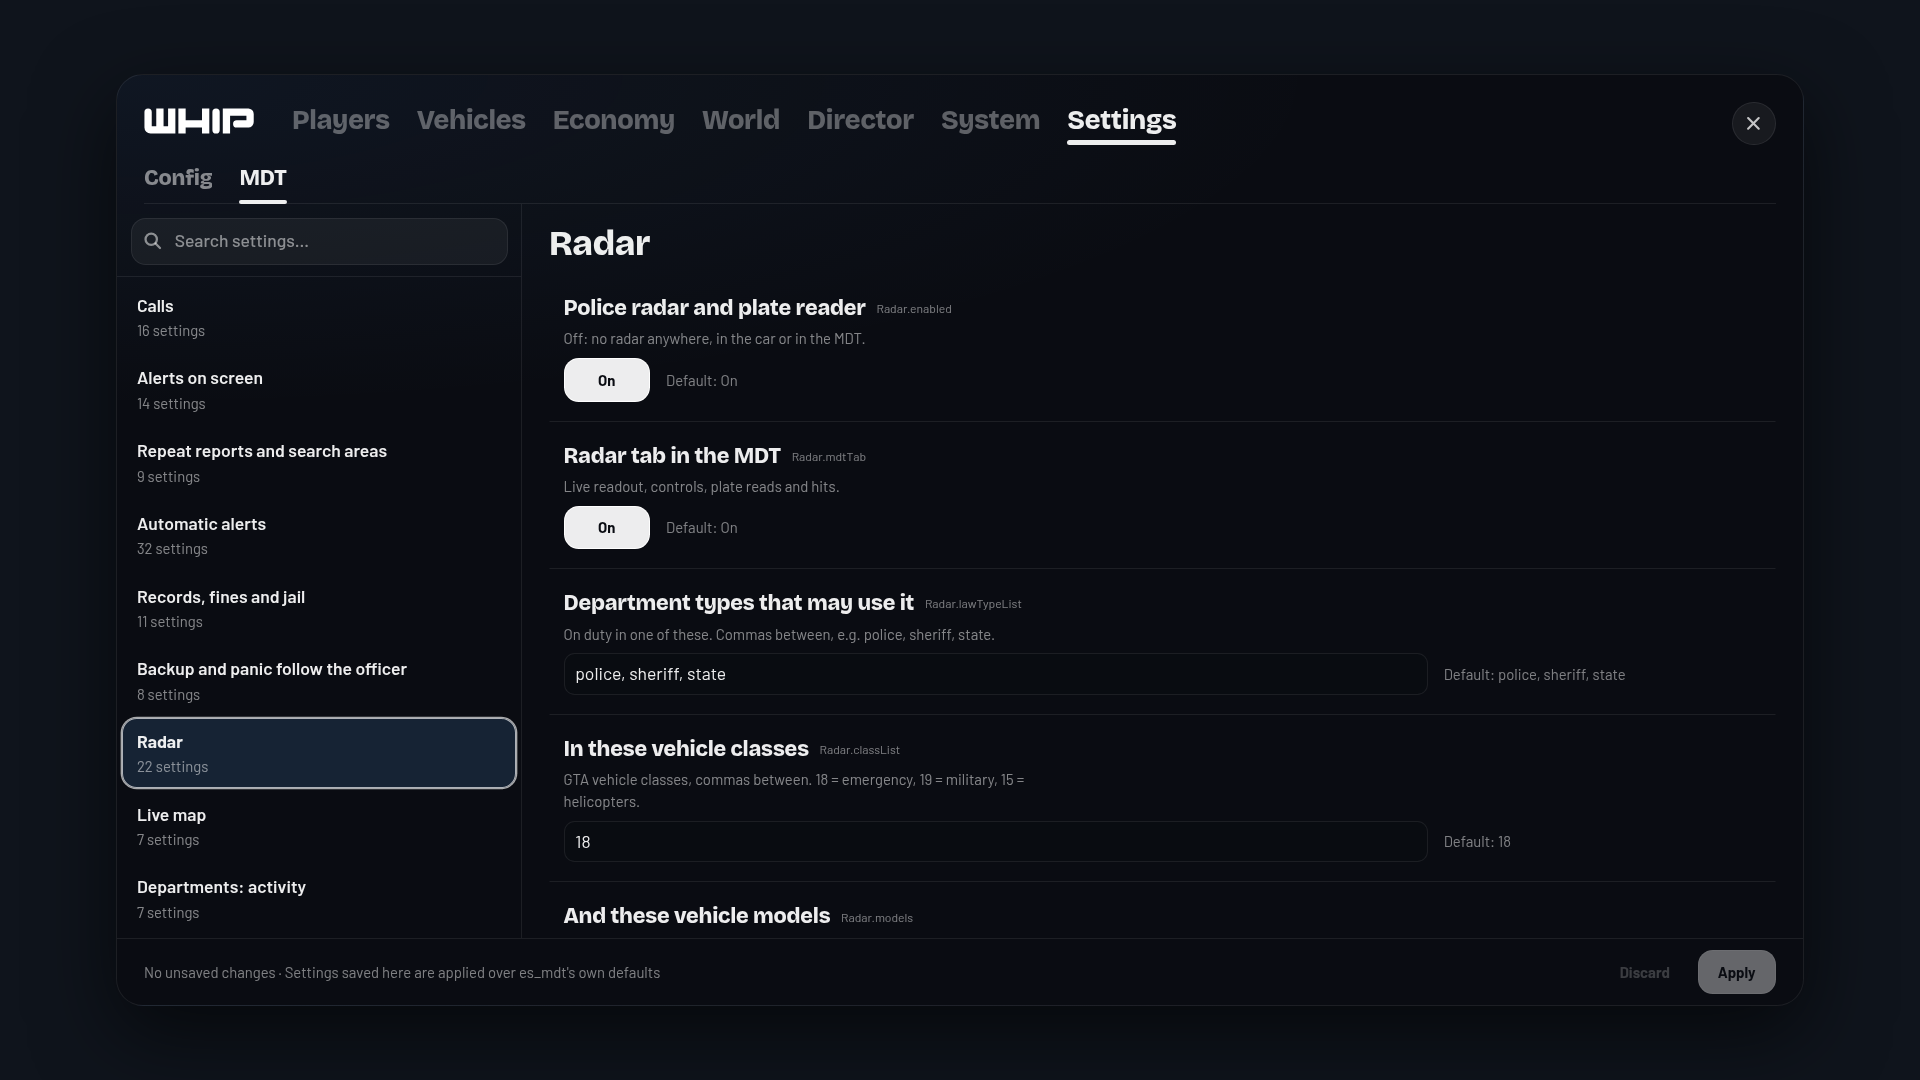 WHIP
Players Vehicles Economy World Director System Settings
Config MDT
Search settings...
Calls
16 settings
Alerts on screen
14 settings
Repeat reports and search areas
9 settings
Automatic alerts
32 settings
Records, fines and jail
11 settings
Backup and panic follow the officer
8 settings
Radar
22 settings
Live map
7 settings
Departments: activity
7 settings
Radar
Police radar and plate reader Radar.enabled
Off: no radar anywhere, in the car or in the MDT.
On Default: On
Radar tab in the MDT Radar.mdtTab
Live readout, controls, plate reads and hits.
On Default: On
Department types that may use it Radar.lawTypeList
On duty in one of these. Commas between, e.g. police, sheriff, state.
police, sheriff, state Default: police, sheriff, state
In these vehicle classes Radar.classList
GTA vehicle classes, commas between. 18 = emergency, 19 = military, 15 =
helicopters.
18 Default: 18
And these vehicle models Radar.models
No unsaved changes · Settings saved here are applied over es_mdt's own defaults
Discard Apply